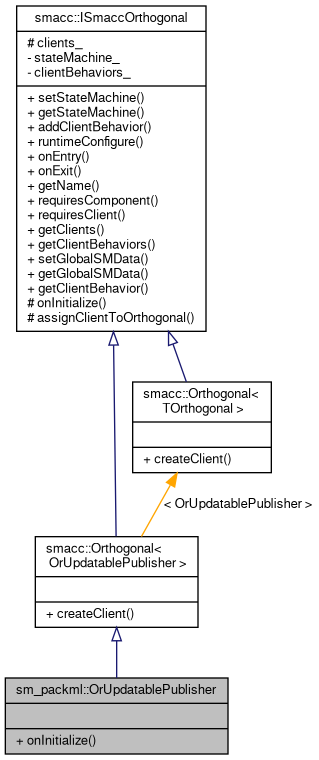 smacc::ISmaccOrthogonal
# clients_
- stateMachine_
- clientBehaviors_
+ setStateMachine()
+ getStateMachine()
+ addClientBehavior()
+ runtimeConfigure()
+ onEntry()
+ onExit()
+ getName()
+ requiresComponent()
+ requiresClient()
+ getClients()
+ getClientBehaviors()
+ setGlobalSMData()
+ getGlobalSMData()
+ getClientBehavior()
# onInitialize()
# assignClientToOrthogonal()
smacc::Orthogonal<
TOrthogonal >
+ createClient()
< OrUpdatablePublisher >
smacc::Orthogonal<
OrUpdatablePublisher >
+ createClient()
sm_packml::OrUpdatablePublisher
+ onInitialize()